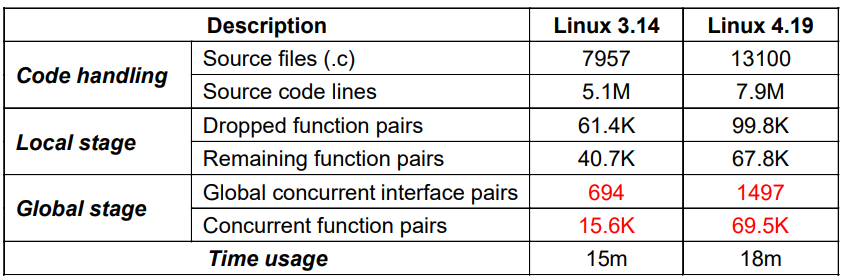 Description Linux 3.14 Linux 4.19
Code handling Source files (.c) 7957 13100
Source code lines 5.1M 7.9M
Local stage Dropped function pairs 61.4K 99.8K
Remaining function pairs 40.7K 67.8K
Global stage Global concurrent interface pairs 694 1497
Concurrent function pairs 15.6K 69.5K
Time usage 15m 18m